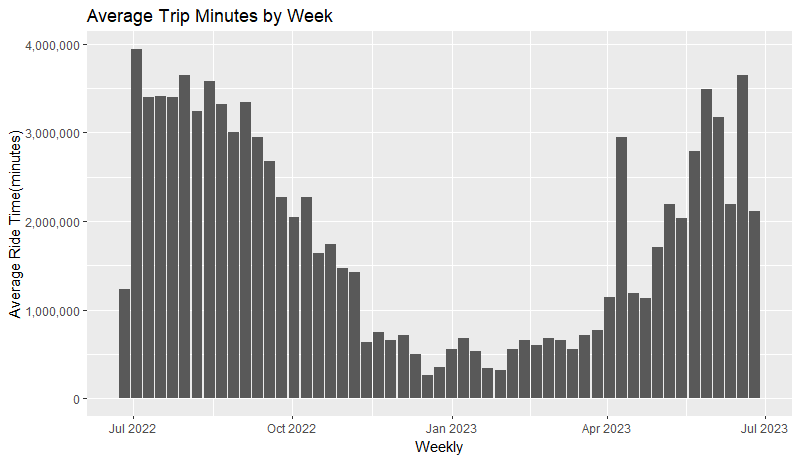 Average Trip Minutes by Week
4,000,000
3,000,000
2,000,000
1,000,000
0
Average Ride Time(minutes)
Jul 2022 Oct 2022 Jan 2023 Apr 2023 Jul 2023
Weekly